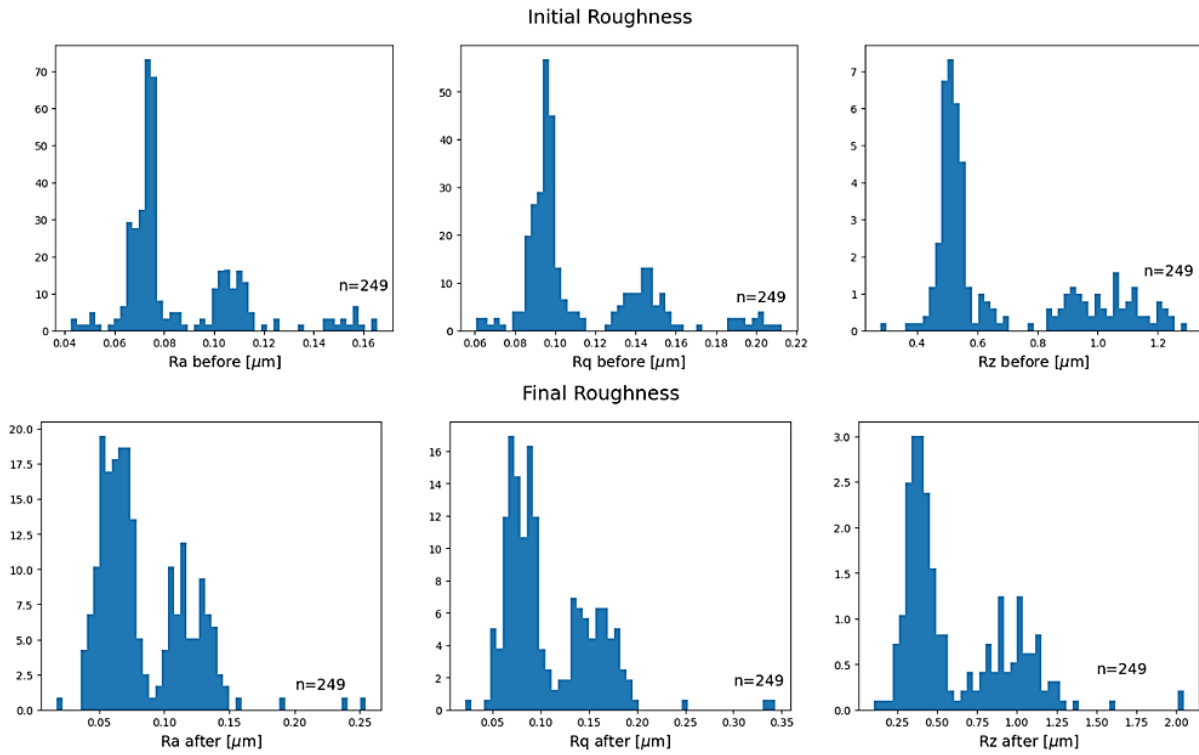 Initial Roughness
70
60
50
40
30
20
10
0
0.04 0.06 0.08 0.10 0.12 0.14 0.16
Ra before [μm]
n=249
50
40
30
20
10
0
0.06 0.08 0.10 0.12 0.14 0.16 0.18 0.20 0.22
Rq before [μm]
n=249
7
6
5
4
3
2
1
0
0.4 0.6 0.8 1.0 1.2
Rz before [μm]
n=249
Final Roughness
20.0
17.5
15.0
12.5
10.0
7.5
5.0
2.5
0.0
0.05 0.10 0.15 0.20 0.25
Ra after [μm]
n=249
16
14
12
10
8
6
4
2
0
0.05 0.10 0.15 0.20 0.25 0.30 0.35
Rq after [μm]
n=249
3.0
2.5
2.0
1.5
1.0
0.5
0.0
0.25 0.50 0.75 1.00 1.25 1.50 1.75 2.00
Rz after [μm]
n=249